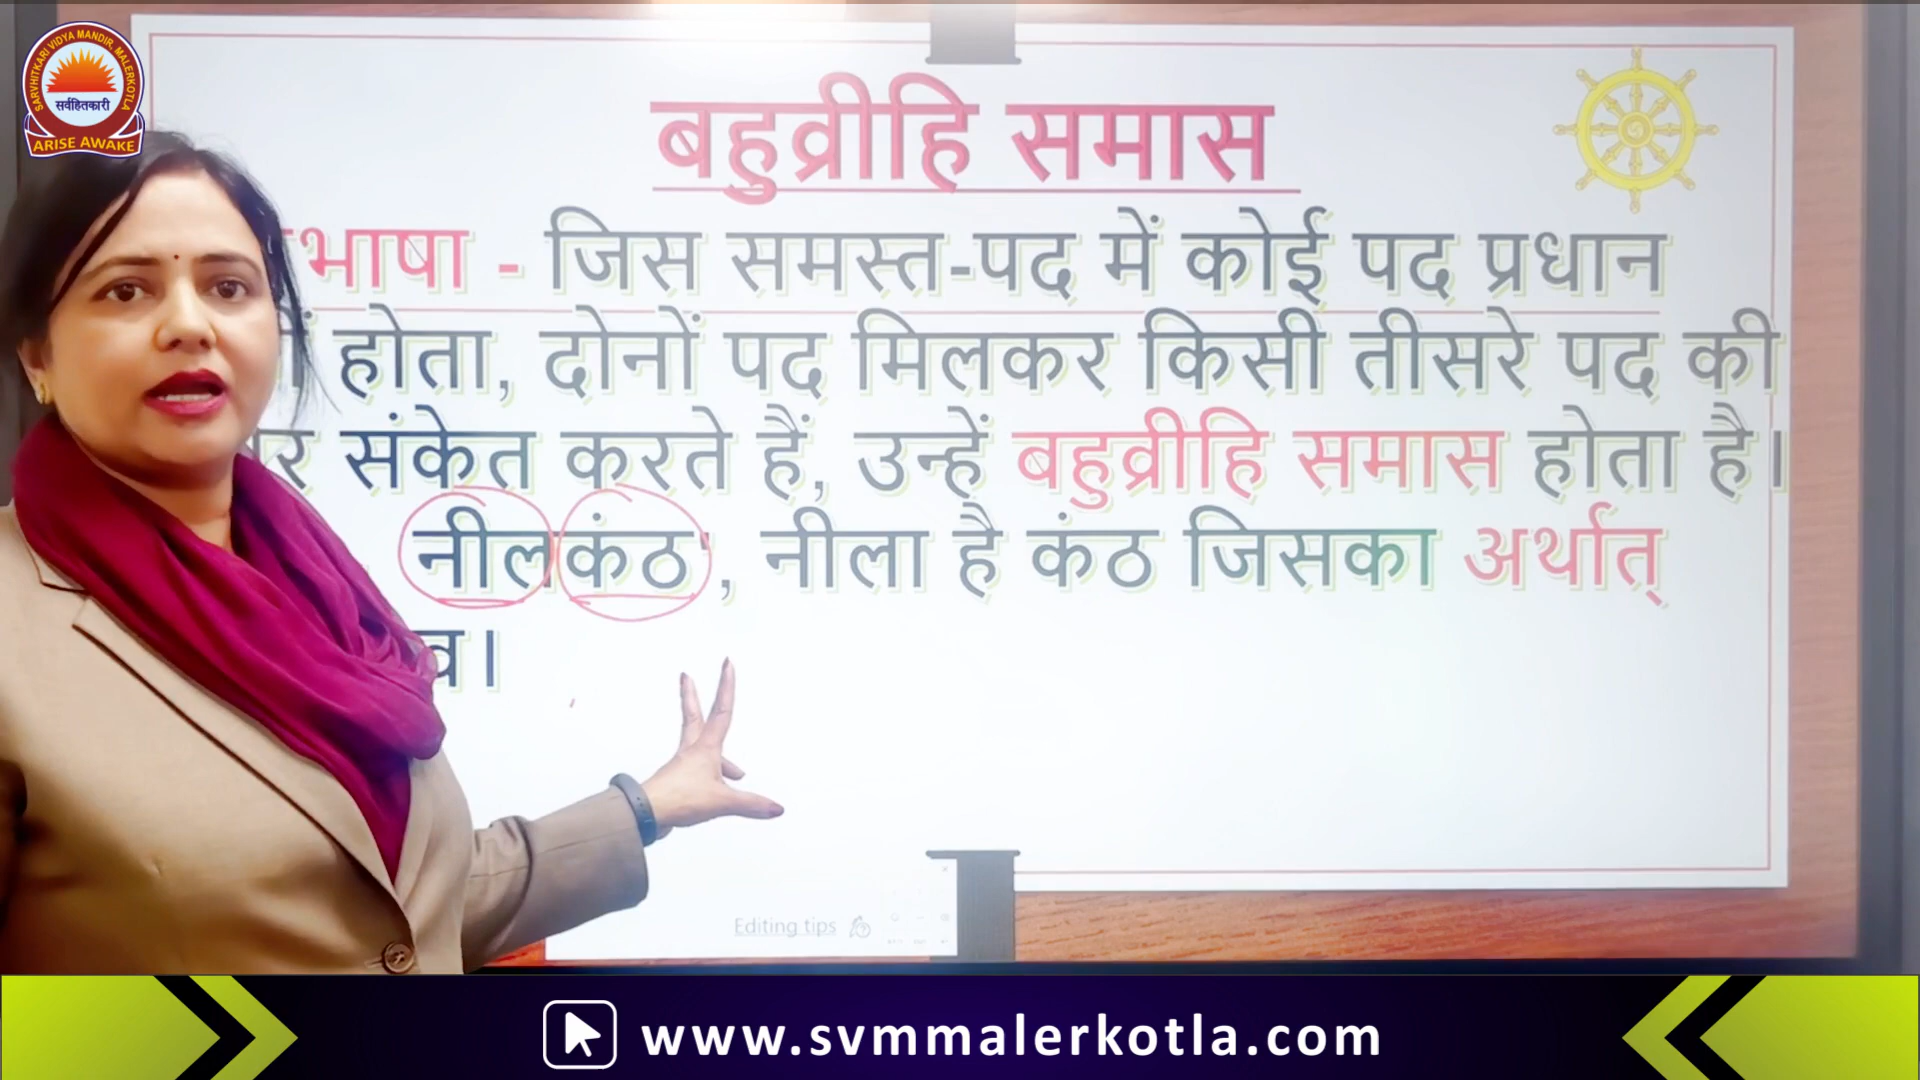 SARVHITKARI VIDYA MANDIR, MALERKOTLA
सर्वहितकारी
ARISE AWAKE
बहुव्रीहि समास
भाषा - जिस समस्त-पद में कोई पद प्रधान
होता, दोनों पद मिलकर किसी तीसरे पद की
संकेत करते हैं, उन्हें बहुव्रीहि समास होता है।
नीलकंठ', नीला है कंठ जिसका अर्थात्
व।
Editing tips
www.svmmalerkotla.com